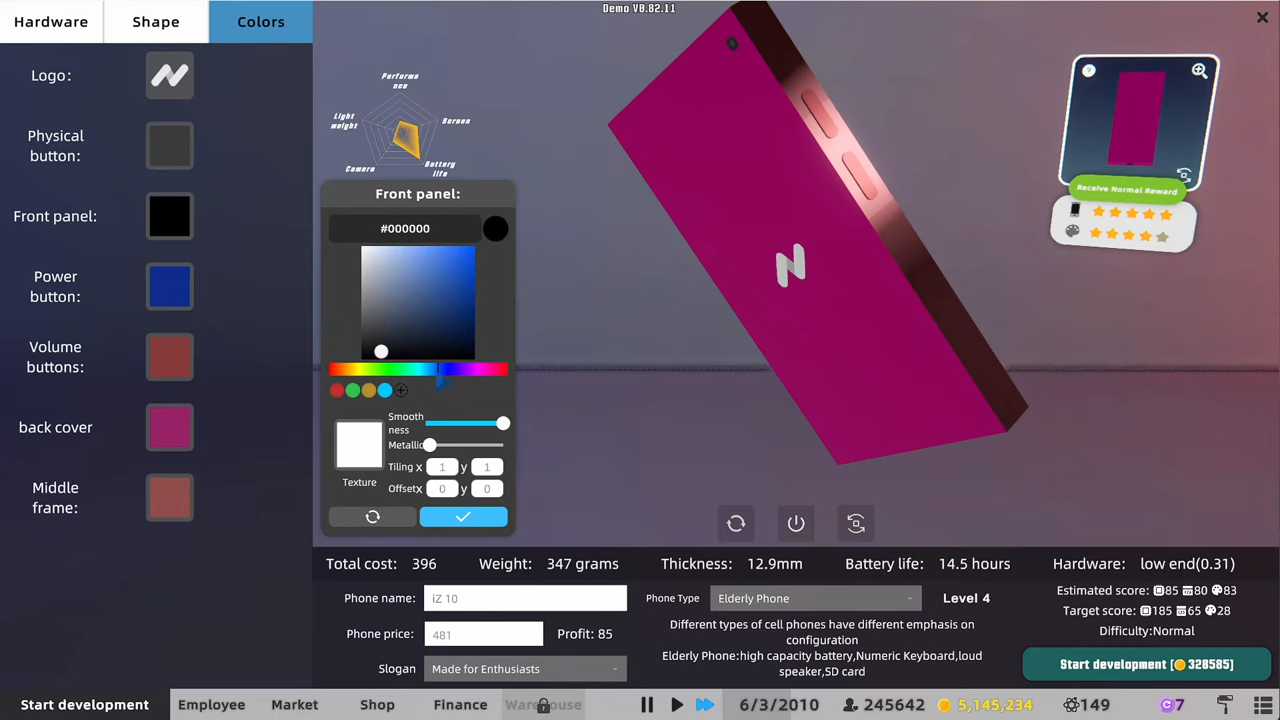 Demo V0.82.11
Hardware
Shape
Colors
Logo:
Physical
button:
Front panel:
Power
button:
Volume
buttons:
back cover
Middle
frame:
Performa
nce
Light
weight
Screen
Camera
Battery
life
Front panel:
#000000
Smooth
ness
Metallic
Tiling x 1 y 1
Texture
Offset x 0 y 0
Receive Normal Reward
Total cost: 396
Weight: 347 grams
Thickness: 12.9mm
Battery life: 14.5 hours
Hardware: low end(0.31)
Phone name: iZ 10
Phone price: 481
Profit: 85
Slogan
Made for Enthusiasts
Phone Type
Elderly Phone
Level 4
Different types of cell phones have different emphasis on
configuration
Elderly Phone:high capacity battery,Numeric Keyboard,loud
speaker,SD card
Estimated score: 85 80 83
Target score: 185 65 28
Difficulty:Normal
Start development [ 328585]
Start development
Employee
Market
Shop
Finance
Warehouse
6/3/2010
245642
5,145,234
149
7